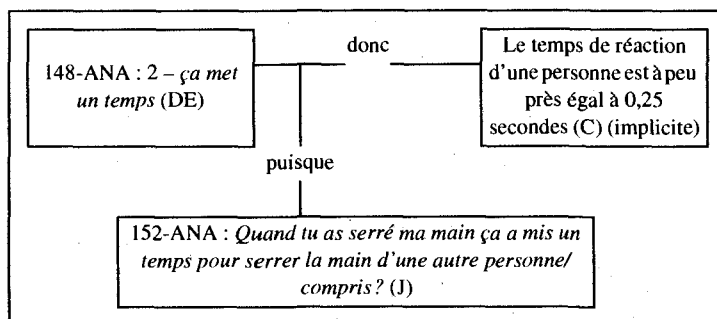 donc
148-ANA : 2 – ça met
un temps (DE)
Le temps de réaction
d'une personne est à peu
près égal à 0,25
secondes (C) (implicite)
puisque
152-ANA : Quand tu as serré ma main ça a mis un
temps pour serrer la main d'une autre personne/
compris ? (J)